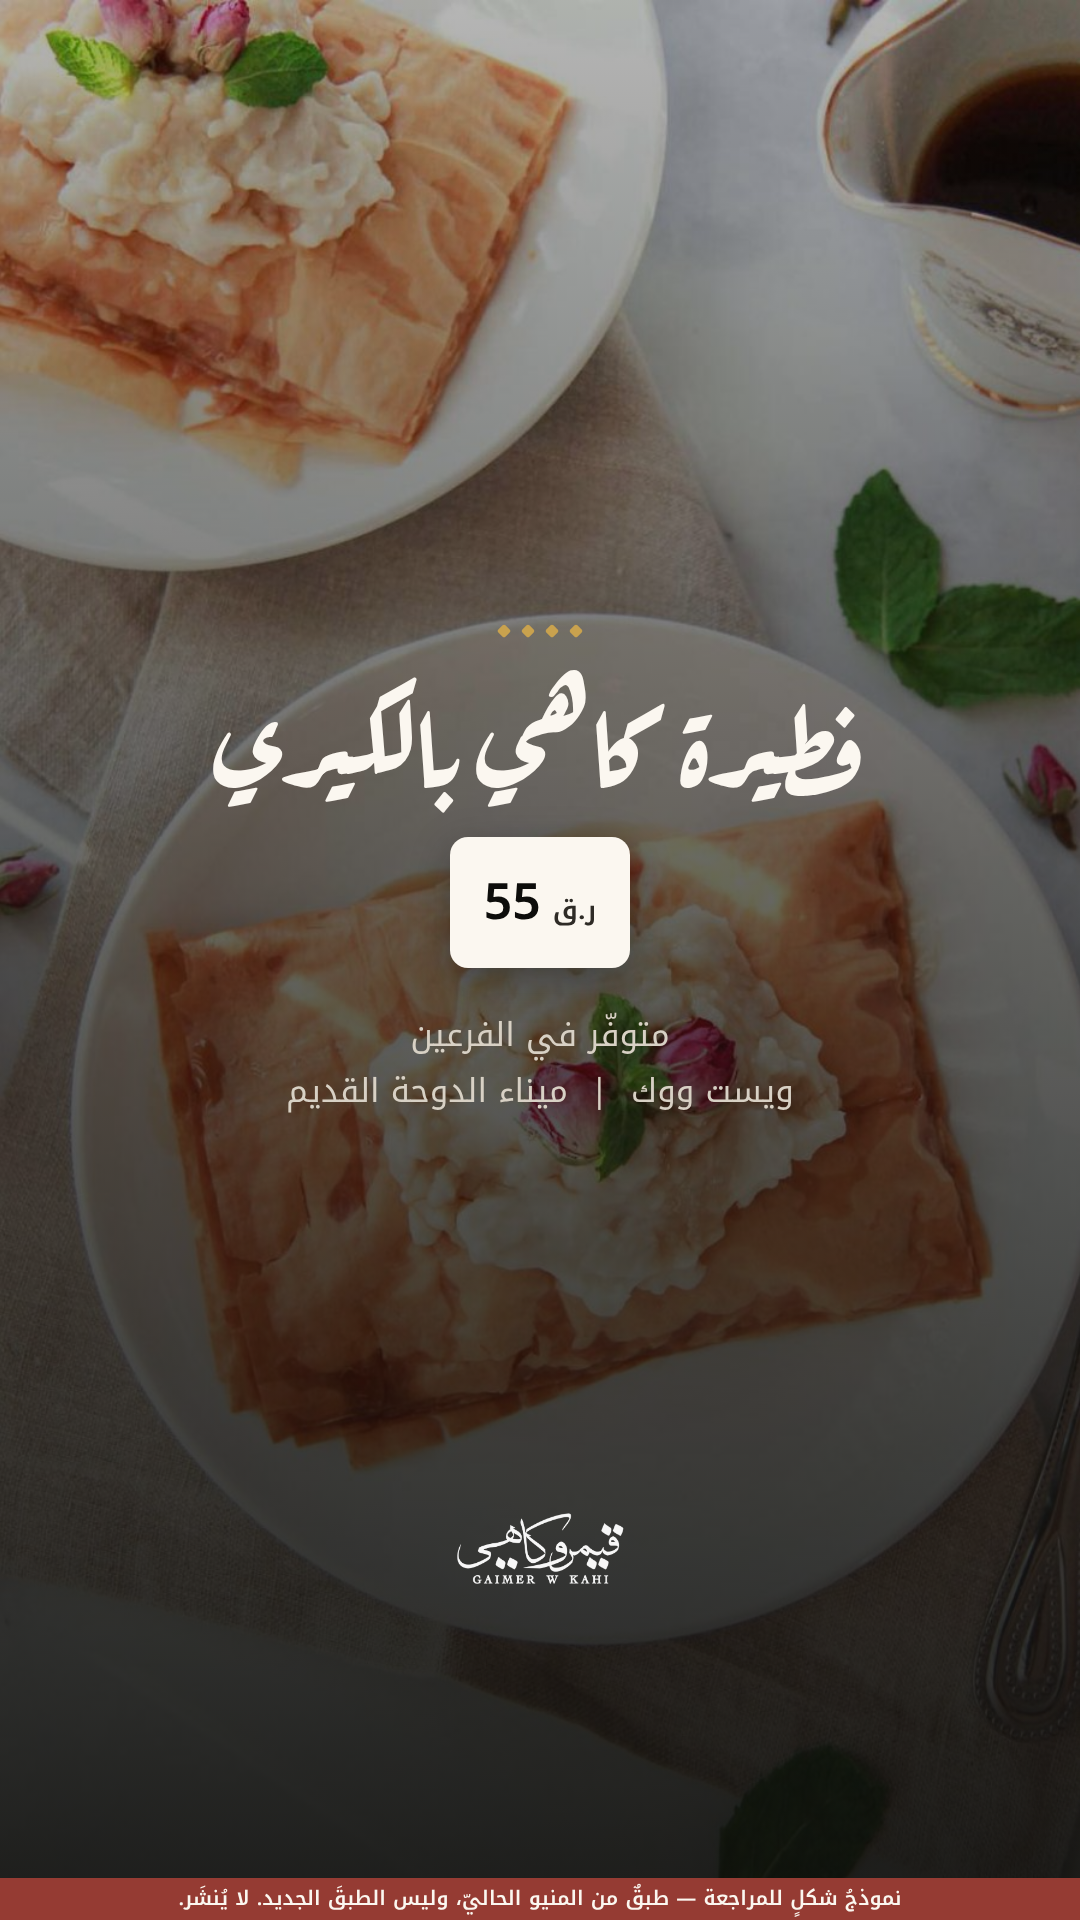 فطيرة كاهي بالكيري
55 ر.ق
متوفّر في الفرعين
ويست ووك | ميناء الدوحة القديم
قيمر وكاهي
GAIMER W KAHI
نموذجُ شكلٍ للمراجعة — طبقٌ من المنيو الحاليّ، وليس الطبقَ الجديد. لا يُنشَر.